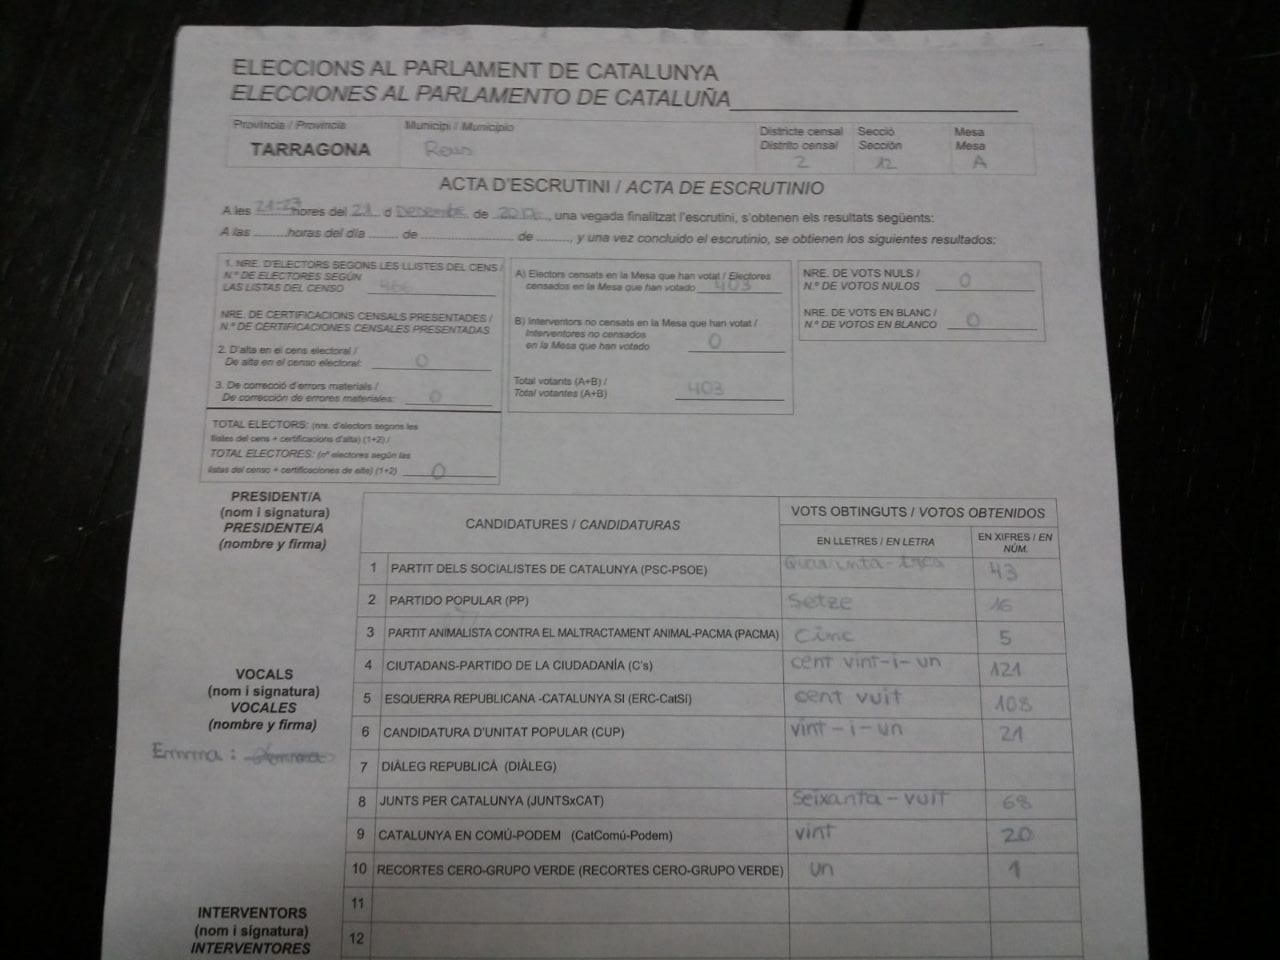 ELECCIONS AL PARLAMENT DE CATALUNYA
ELECCIONES AL PARLAMENTO DE CATALUÑA
Província / Provincia
TARRAGONA
Municipi / Municipio
Reus
Districte censal
Distrito censal
2
Secció
Sección
12
Mesa
Mesa
A
ACTA D'ESCRUTINI / ACTA DE ESCRUTINIO
A les 21:23 hores del 21 d Desembre de 2017, una vegada finalitzat l'escrutini, s'obtenen els resultats següents:
A las ..........horas del día ......... de ............................ de .........., y una vez concluido el escrutinio, se obtienen los siguientes resultados:
1. NRE. D'ELECTORS SEGONS LES LLISTES DEL CENS /
N.º DE ELECTORES SEGÚN
LAS LISTAS DEL CENSO 466
NRE. DE CERTIFICACIONS CENSALS PRESENTADES /
N.º DE CERTIFICACIONES CENSALES PRESENTADAS
2. D'alta en el cens electoral /
De alta en el censo electoral: 0
3. De correcció d'errors materials /
De corrección de errores materiales: 0
TOTAL ELECTORS: (nre. d'electors segons les
llistes del cens + certificacions d'alta) (1+2) /
TOTAL ELECTORES: (nº electores según las
listas del censo + certificaciones de alta) (1+2) 0
A) Electors censats en la Mesa que han votat / Electores
censados en la Mesa que han votado 403
B) Interventors no censats en la Mesa que han votat /
Interventores no censados
en la Mesa que han votado 0
Total votants (A+B) /
Total votantes (A+B) 403
NRE. DE VOTS NULS /
N.º DE VOTOS NULOS 0
NRE. DE VOTS EN BLANC /
N.º DE VOTOS EN BLANCO 0
PRESIDENT/A
(nom i signatura)
PRESIDENTE/A
(nombre y firma)
VOCALS
(nom i signatura)
VOCALES
(nombre y firma)
Emma :
INTERVENTORS
(nom i signatura)
INTERVENTORES
CANDIDATURES / CANDIDATURAS
VOTS OBTINGUTS / VOTOS OBTENIDOS
EN LLETRES / EN LETRA
EN XIFRES / EN
NÚM.
1 PARTIT DELS SOCIALISTES DE CATALUNYA (PSC-PSOE) Quaranta-tres 43
2 PARTIDO POPULAR (PP) Setze 16
3 PARTIT ANIMALISTA CONTRA EL MALTRACTAMENT ANIMAL-PACMA (PACMA) Cinc 5
4 CIUTADANS-PARTIDO DE LA CIUDADANÍA (C's) cent vint-i-un 121
5 ESQUERRA REPUBLICANA -CATALUNYA SI (ERC-CatSí) cent vuit 108
6 CANDIDATURA D'UNITAT POPULAR (CUP) vint-i-un 21
7 DIÀLEG REPUBLICÀ (DIÀLEG)
8 JUNTS PER CATALUNYA (JUNTSxCAT) Seixanta-vuit 68
9 CATALUNYA EN COMÚ-PODEM (CatComú-Podem) vint 20
10 RECORTES CERO-GRUPO VERDE (RECORTES CERO-GRUPO VERDE) un 1
11
12